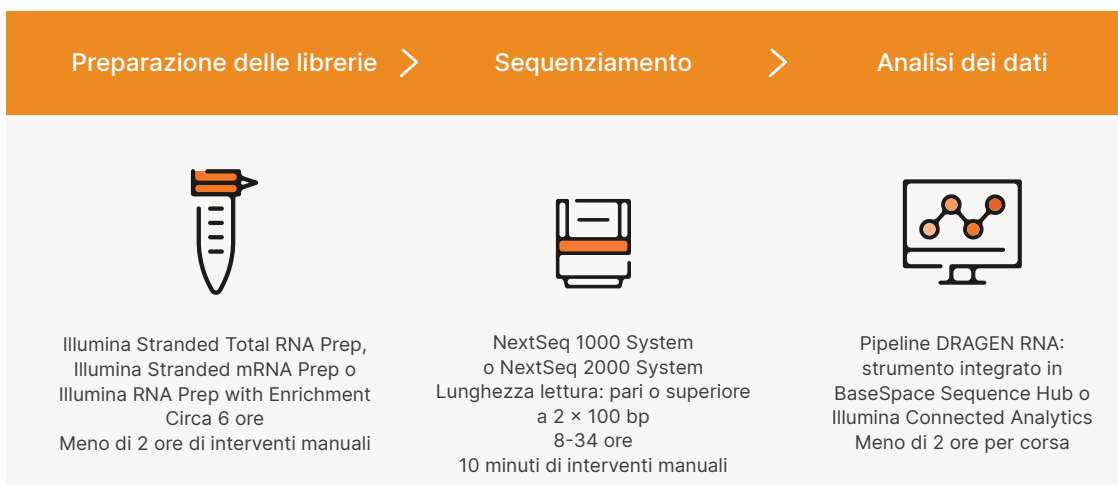 Preparazione delle librerie
Sequenziamento
Analisi dei dati
Illumina Stranded Total RNA Prep,
Illumina Stranded mRNA Prep o
Illumina RNA Prep with Enrichment
Circa 6 ore
Meno di 2 ore di interventi manuali
NextSeq 1000 System
o NextSeq 2000 System
Lunghezza lettura: pari o superiore
a 2 × 100 bp
8-34 ore
10 minuti di interventi manuali
Pipeline DRAGEN RNA:
strumento integrato in
BaseSpace Sequence Hub o
Illumina Connected Analytics
Meno di 2 ore per corsa